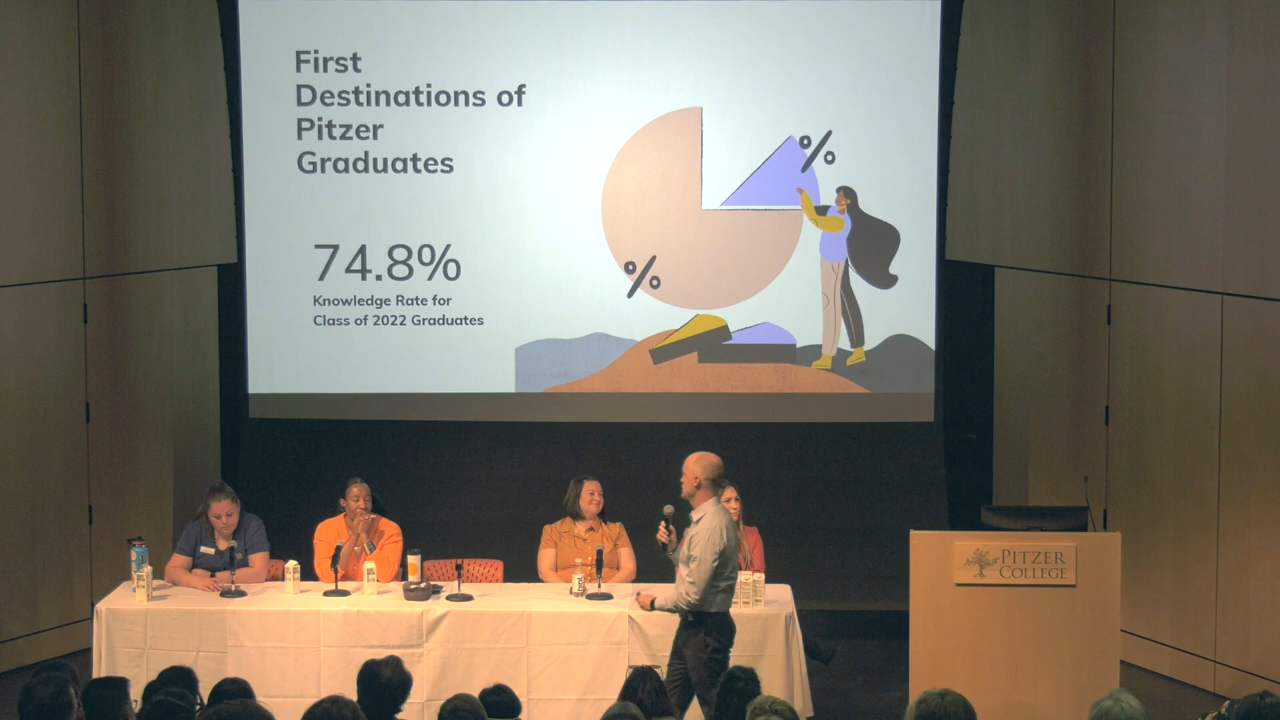 First
Destinations of
Pitzer
Graduates
%
%
74.8%
Knowledge Rate for
Class of 2022 Graduates
PITZER
COLLEGE